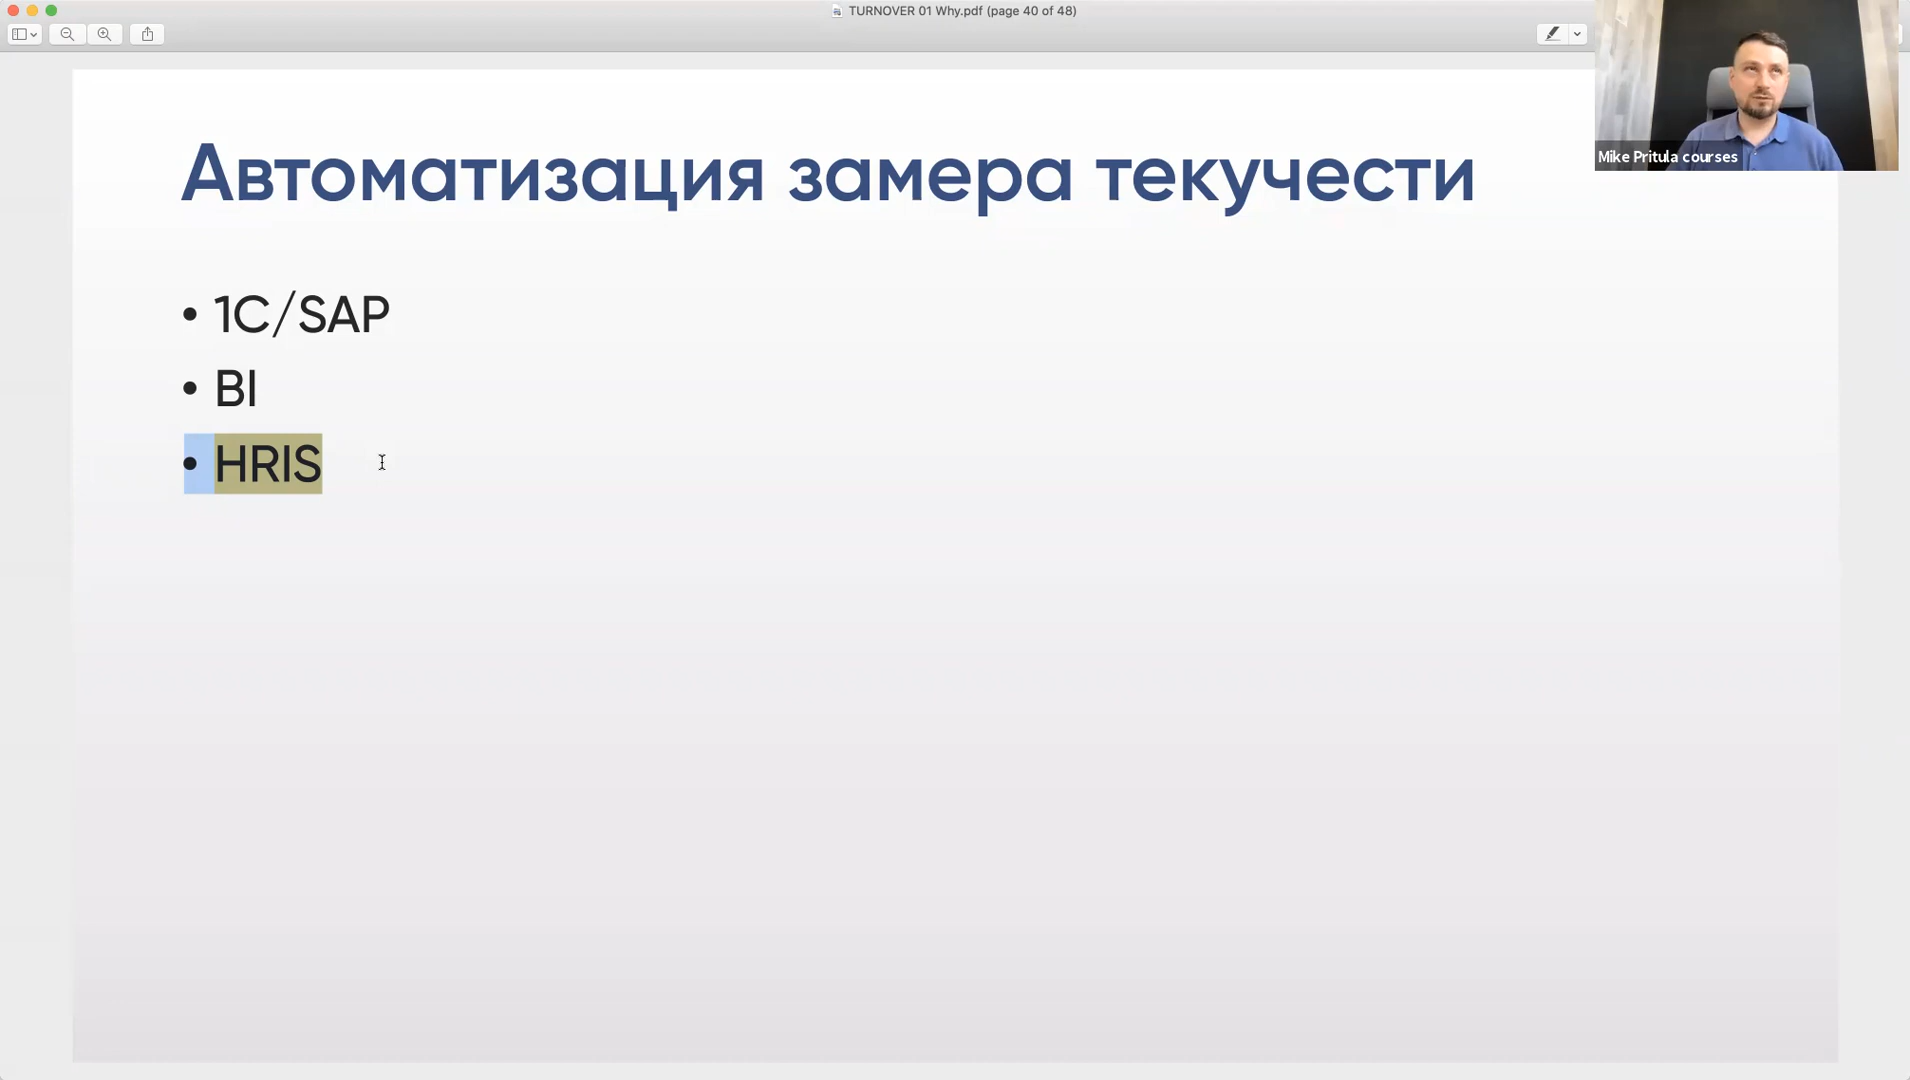 TURNOVER 01 Why.pdf (page 40 of 48)
Mike Pritula courses
Автоматизация замера текучести
• 1C/SAP
• BI
• HRIS